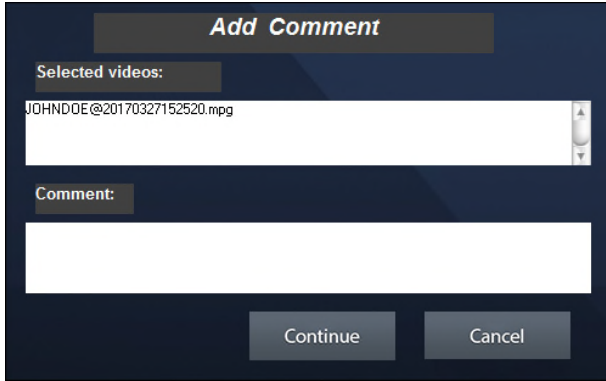 Add Comment
Selected videos:
JOHNDOE@20170327152520.mpg
Comment:
Continue Cancel